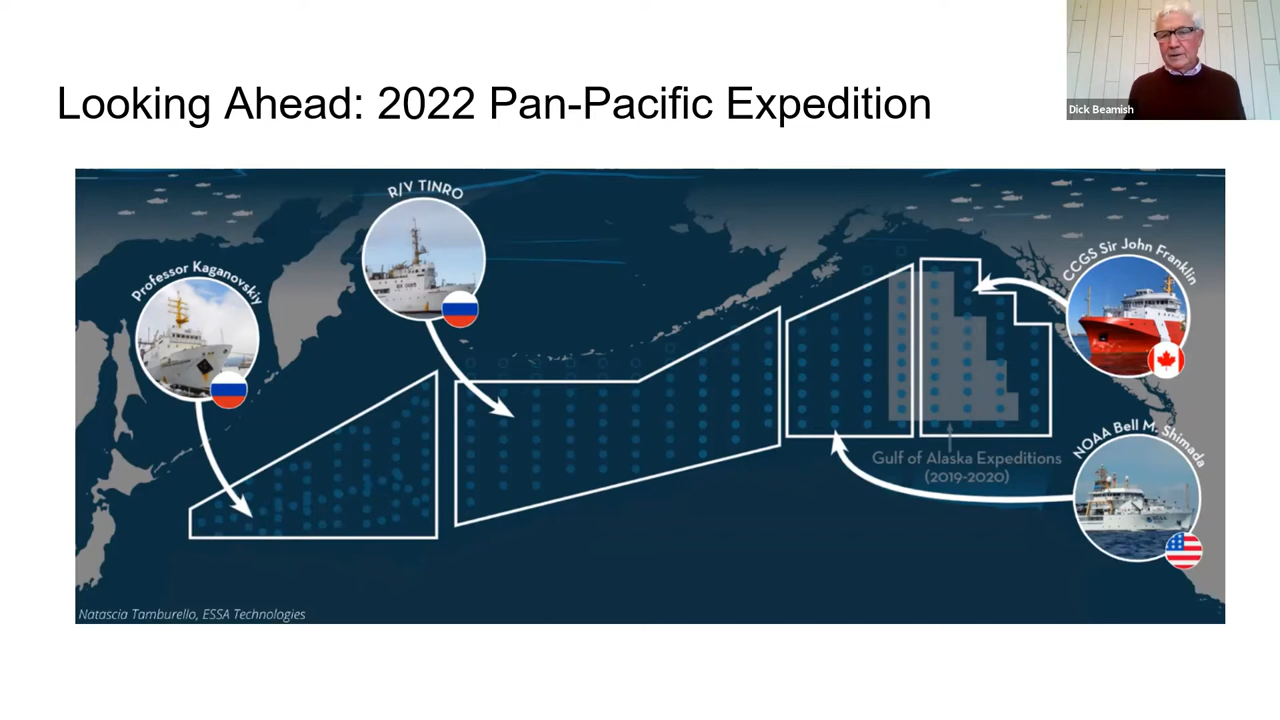 Dick Beamish
Looking Ahead: 2022 Pan-Pacific Expedition
R/V TINRO
Professor Kaganovskiy
CCGS Sir John Franklin
NOAA Bell M. Shimada
Gulf of Alaska Expeditions
(2019-2020)
Natascia Tamburello, ESSA Technologies